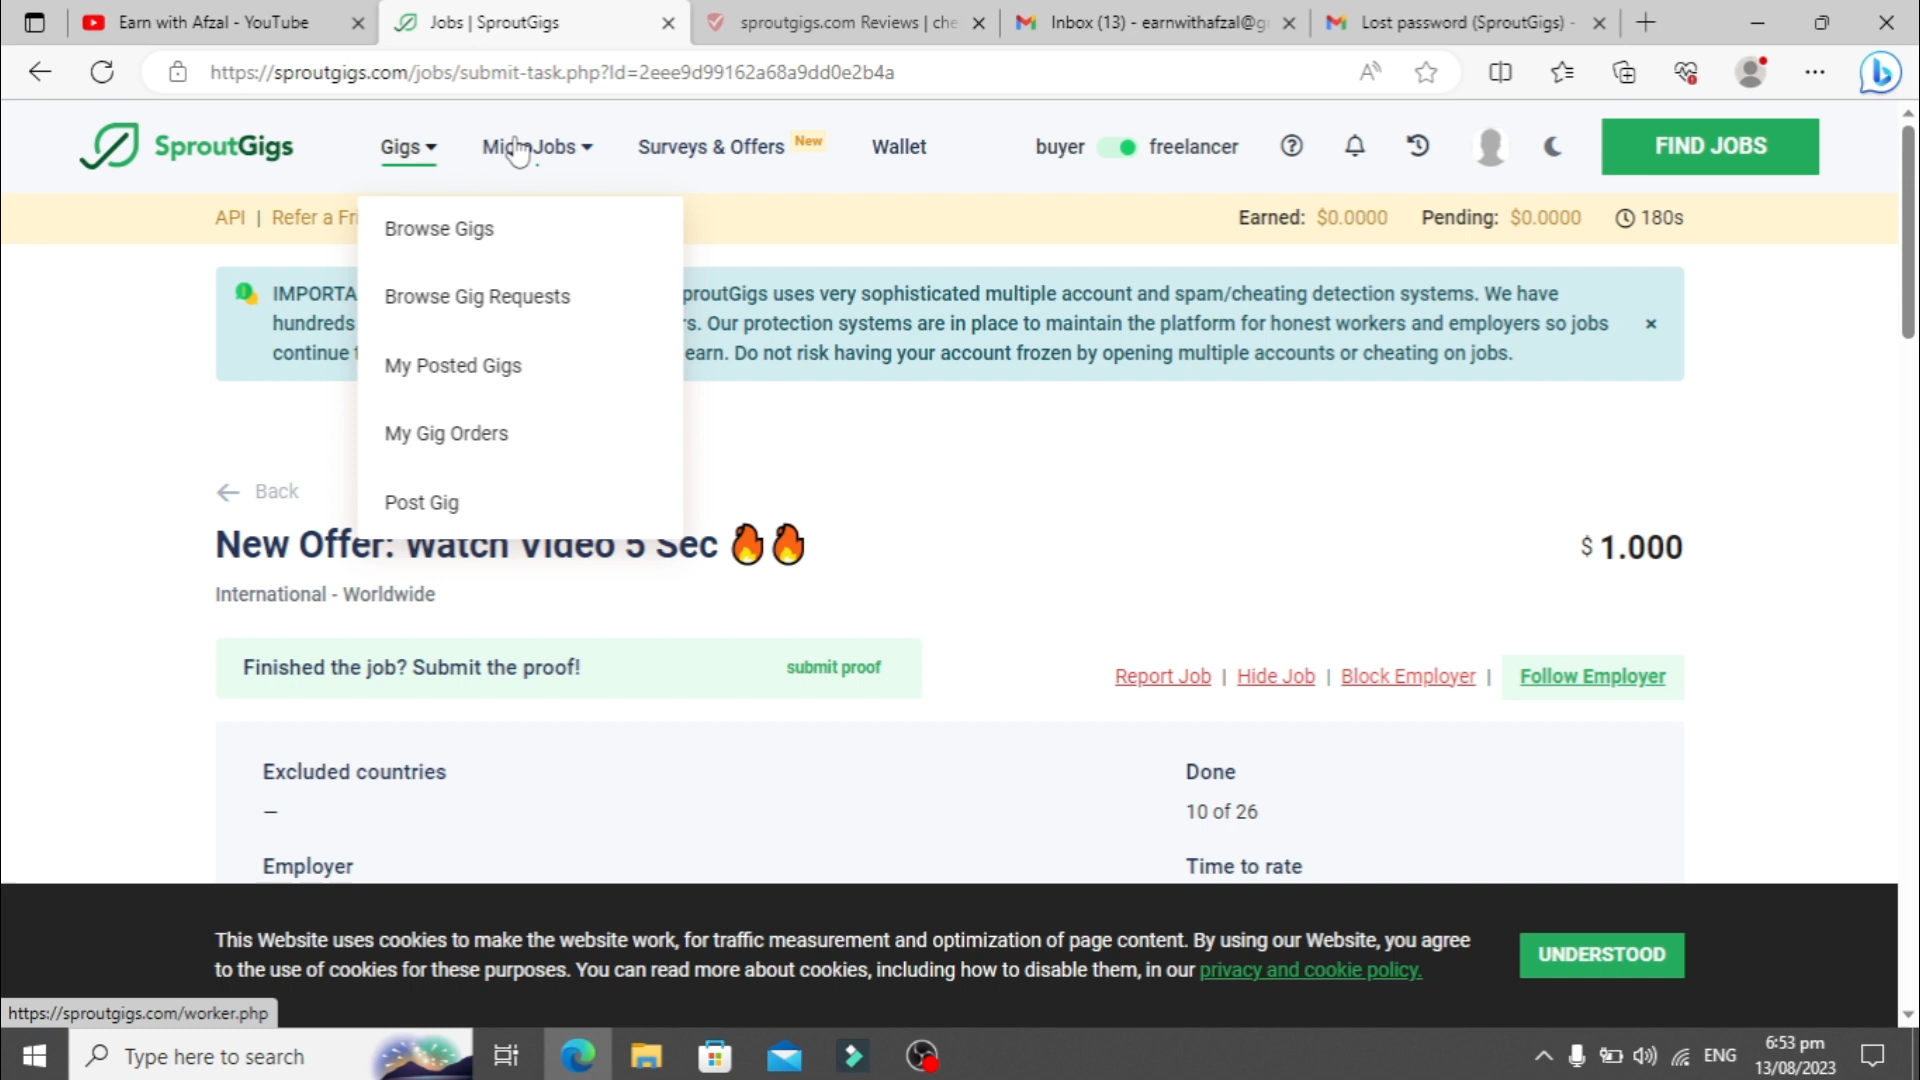 Earn with Afzal - YouTube
Jobs | SproutGigs
sproutgigs.com Reviews | che
Inbox (13) - earnwithafzal@g
Lost password (SproutGigs) -
https://sproutgigs.com/jobs/submit-task.php?Id=2eee9d99162a68a9dd0e2b4a
SproutGigs
Gigs
Jobs
Surveys & Offers New
Wallet
buyer
freelancer
FIND JOBS
API | Refer a Fri
Earned: $0.0000 Pending: $0.0000 180s
Browse Gigs
Browse Gig Requests
My Posted Gigs
My Gig Orders
Post Gig
IMPORTA proutGigs uses very sophisticated multiple account and spam/cheating detection systems. We have
hundreds rs. Our protection systems are in place to maintain the platform for honest workers and employers so jobs
continue earn. Do not risk having your account frozen by opening multiple accounts or cheating on jobs.
Back
New Offer: Watch Video 5 Sec 🔥🔥
$ 1.000
International - Worldwide
Finished the job? Submit the proof!
submit proof
Report Job | Hide Job | Block Employer | Follow Employer
Excluded countries
–
Done
10 of 26
Employer
Time to rate
This Website uses cookies to make the website work, for traffic measurement and optimization of page content. By using our Website, you agree
to the use of cookies for these purposes. You can read more about cookies, including how to disable them, in our privacy and cookie policy.
UNDERSTOOD
https://sproutgigs.com/worker.php
Type here to search
ENG
6:53 pm
13/08/2023